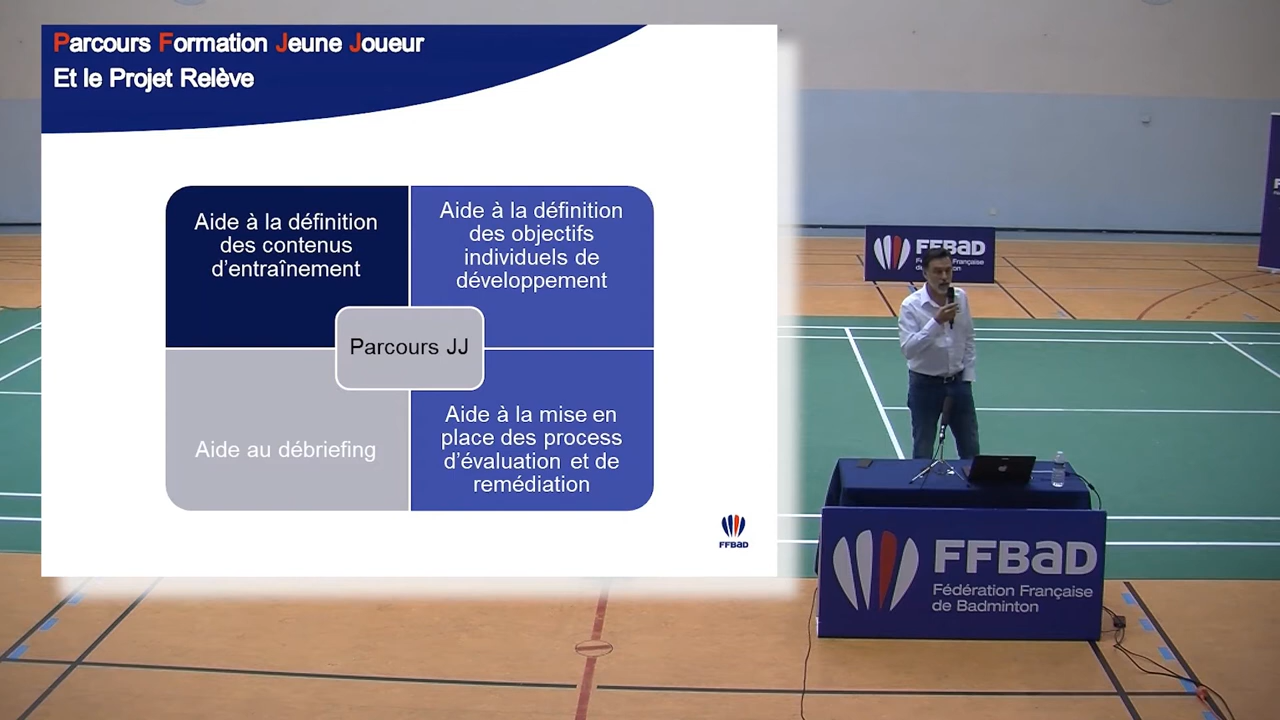 Parcours Formation Jeune Joueur
Et le Projet Relève
Aide à la définition
des contenus
d'entraînement
Aide à la définition
des objectifs
individuels de
développement
Parcours JJ
Aide au débriefing
Aide à la mise en
place des process
d'évaluation et de
remédiation
FFBaD
FFBaD
Fédération Française
de Badminton
FFBaD
Fédération Française
de Badminton